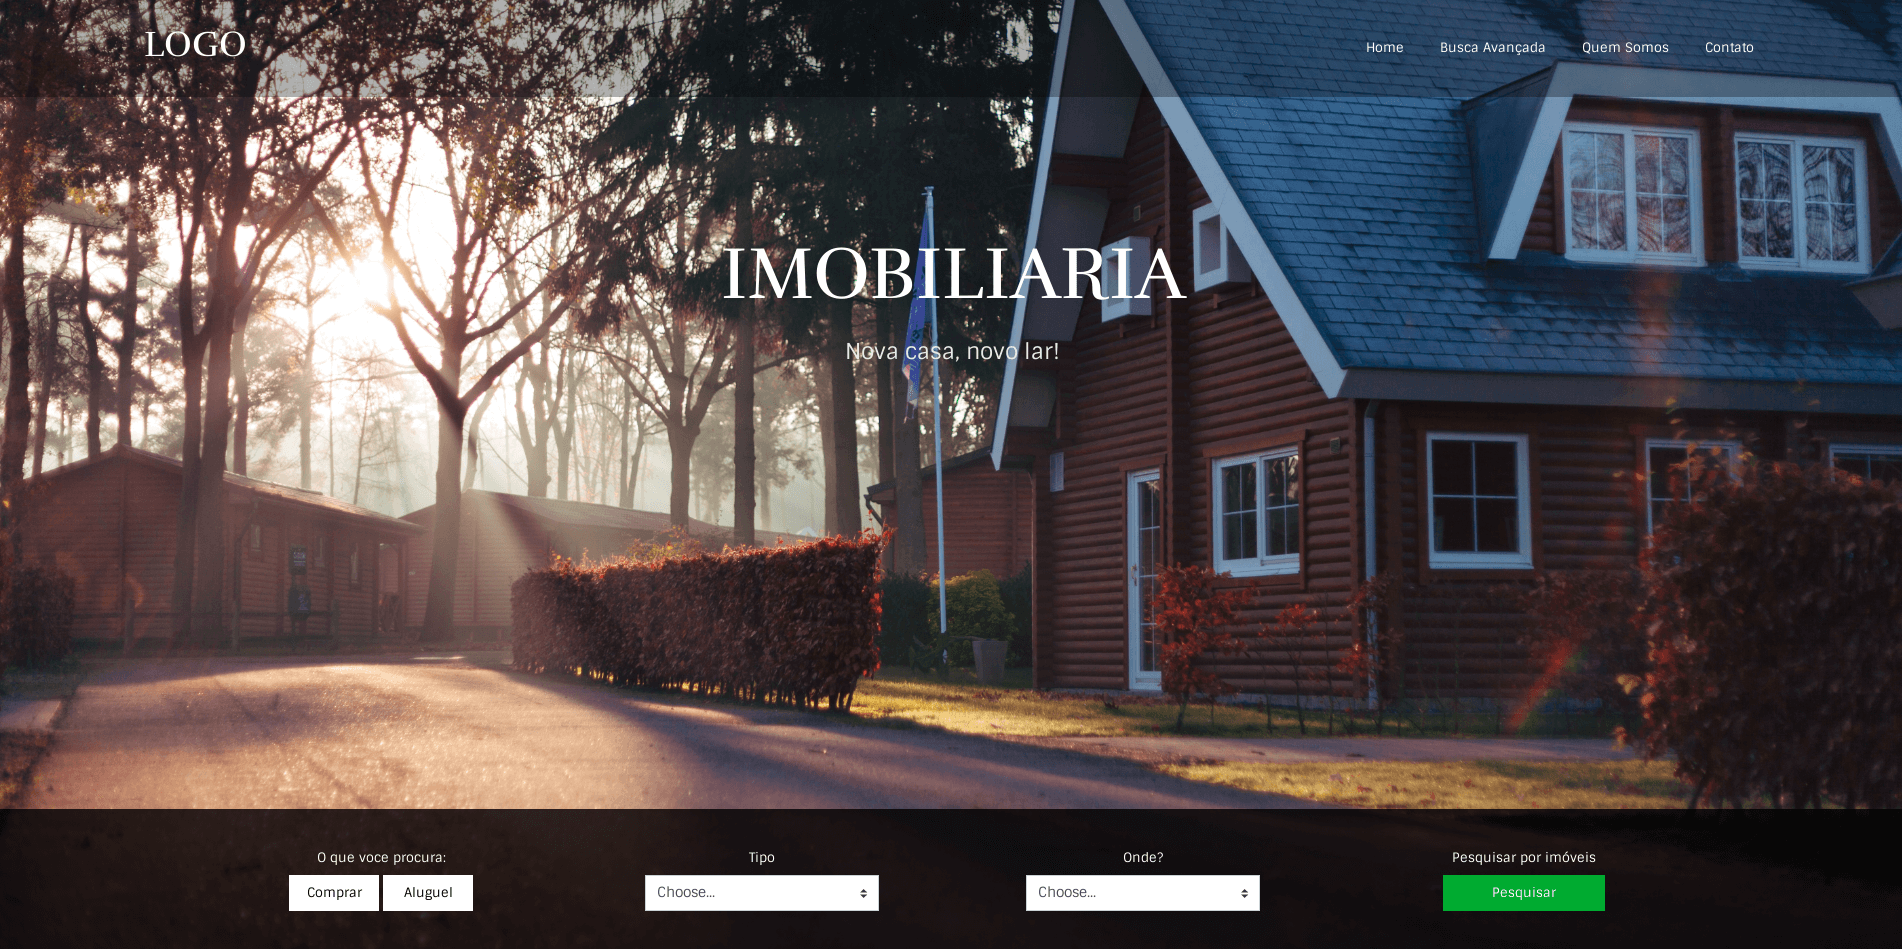 LOGO
Home Busca Avançada Quem Somos Contato
IMOBILIARIA
Nova casa, novo lar!
O que voce procura: Tipo Onde? Pesquisar por imóveis
Comprar Aluguel Choose... Choose... Pesquisar